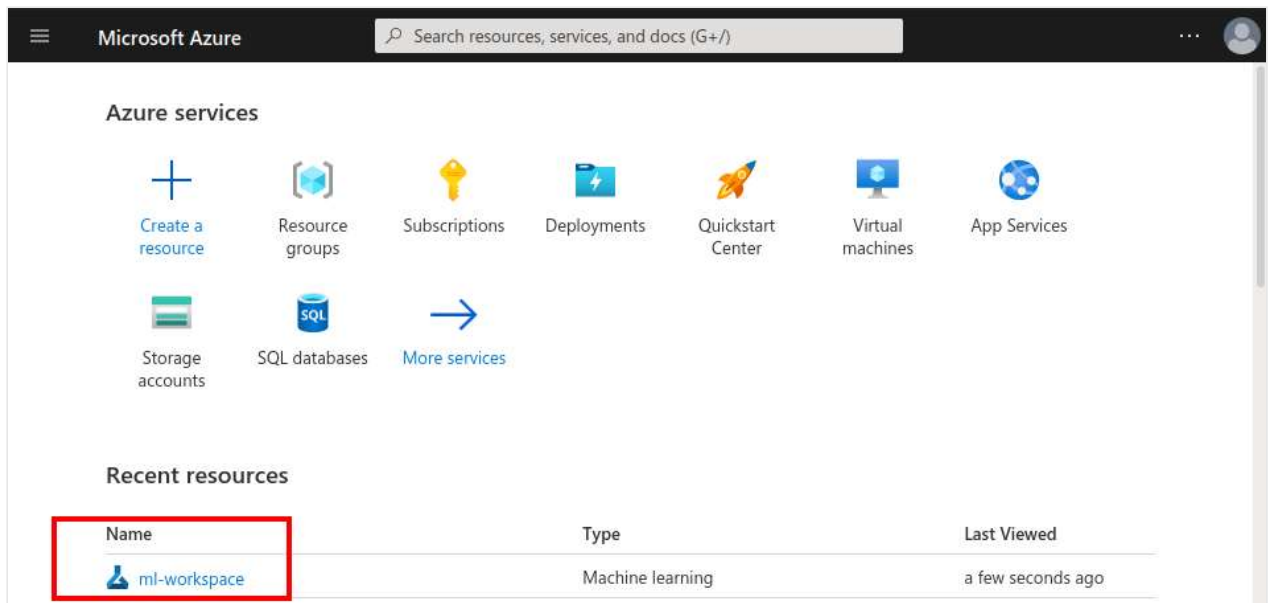 Microsoft Azure
Search resources, services, and docs (G+/)
...
Azure services
Create a resource
Resource groups
Subscriptions
Deployments
Quickstart Center
Virtual machines
App Services
Storage accounts
SQL
SQL databases
More services
Recent resources
Name Type Last Viewed
ml-workspace Machine learning a few seconds ago